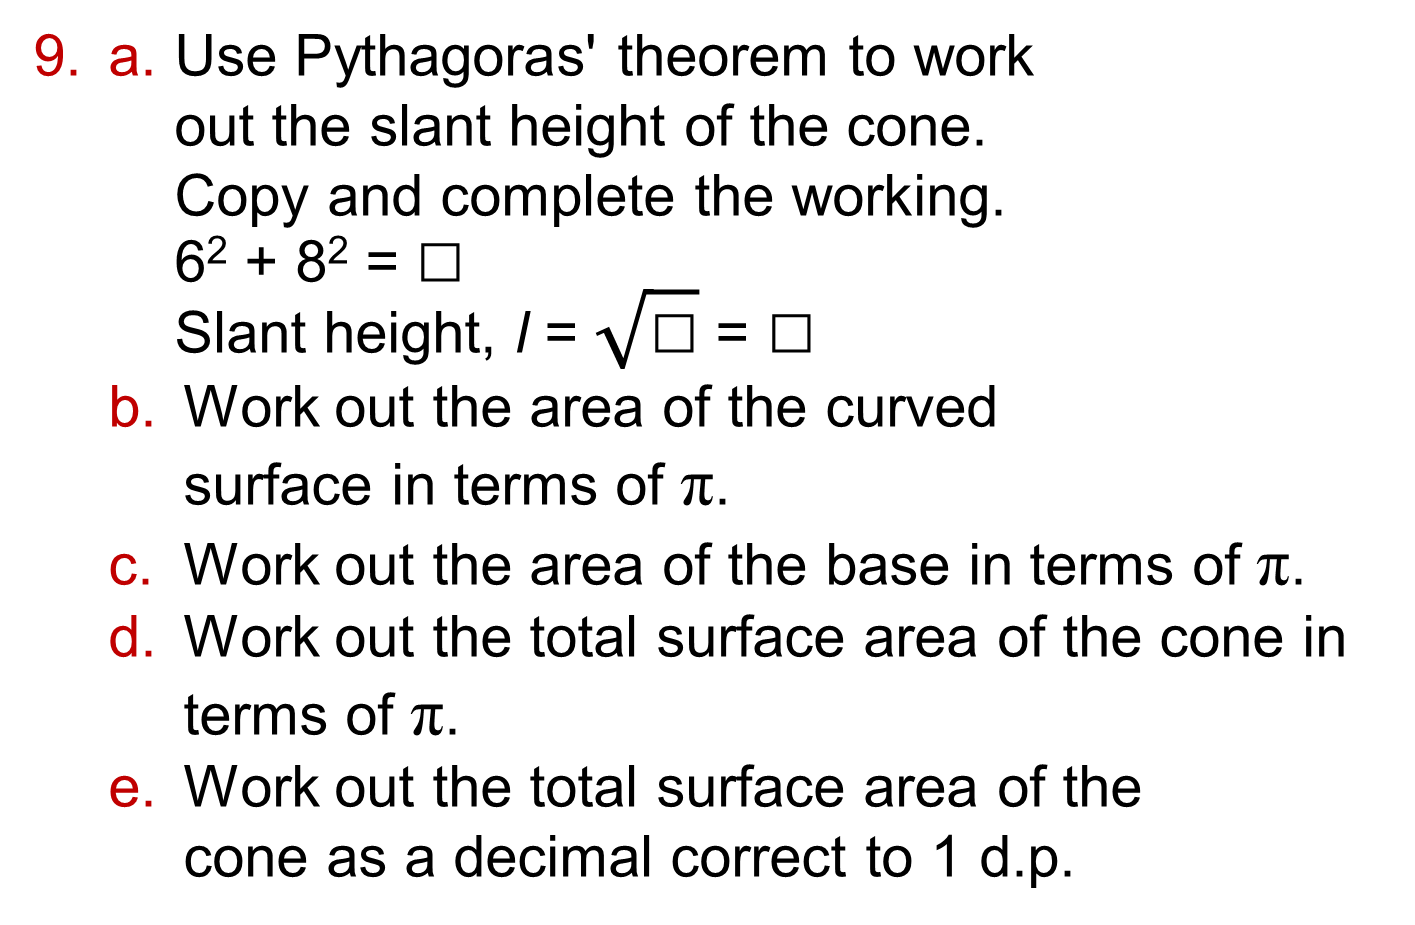 9. a. Use Pythagoras' theorem to work
out the slant height of the cone.
Copy and complete the working.
6² + 8² = □
Slant height, l = √□ = □
b. Work out the area of the curved
surface in terms of π.
c. Work out the area of the base in terms of π.
d. Work out the total surface area of the cone in
terms of π.
e. Work out the total surface area of the
cone as a decimal correct to 1 d.p.